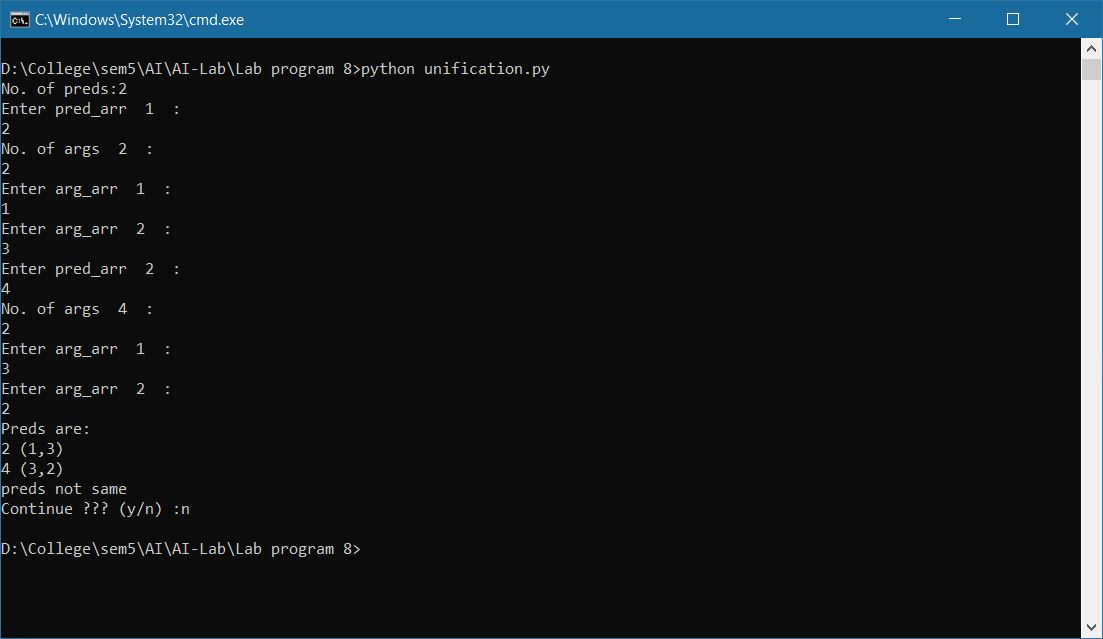 C:\Windows\System32\cmd.exe
D:\College\sem5\AI\AI-Lab\Lab program 8>python unification.py
No. of preds:2
Enter pred_arr  1  :
2
No. of args  2  :
2
Enter arg_arr  1  :
1
Enter arg_arr  2  :
3
Enter pred_arr  2  :
4
No. of args  4  :
2
Enter arg_arr  1  :
3
Enter arg_arr  2  :
2
Preds are:
2 (1,3)
4 (3,2)
preds not same
Continue ??? (y/n) :n
D:\College\sem5\AI\AI-Lab\Lab program 8>